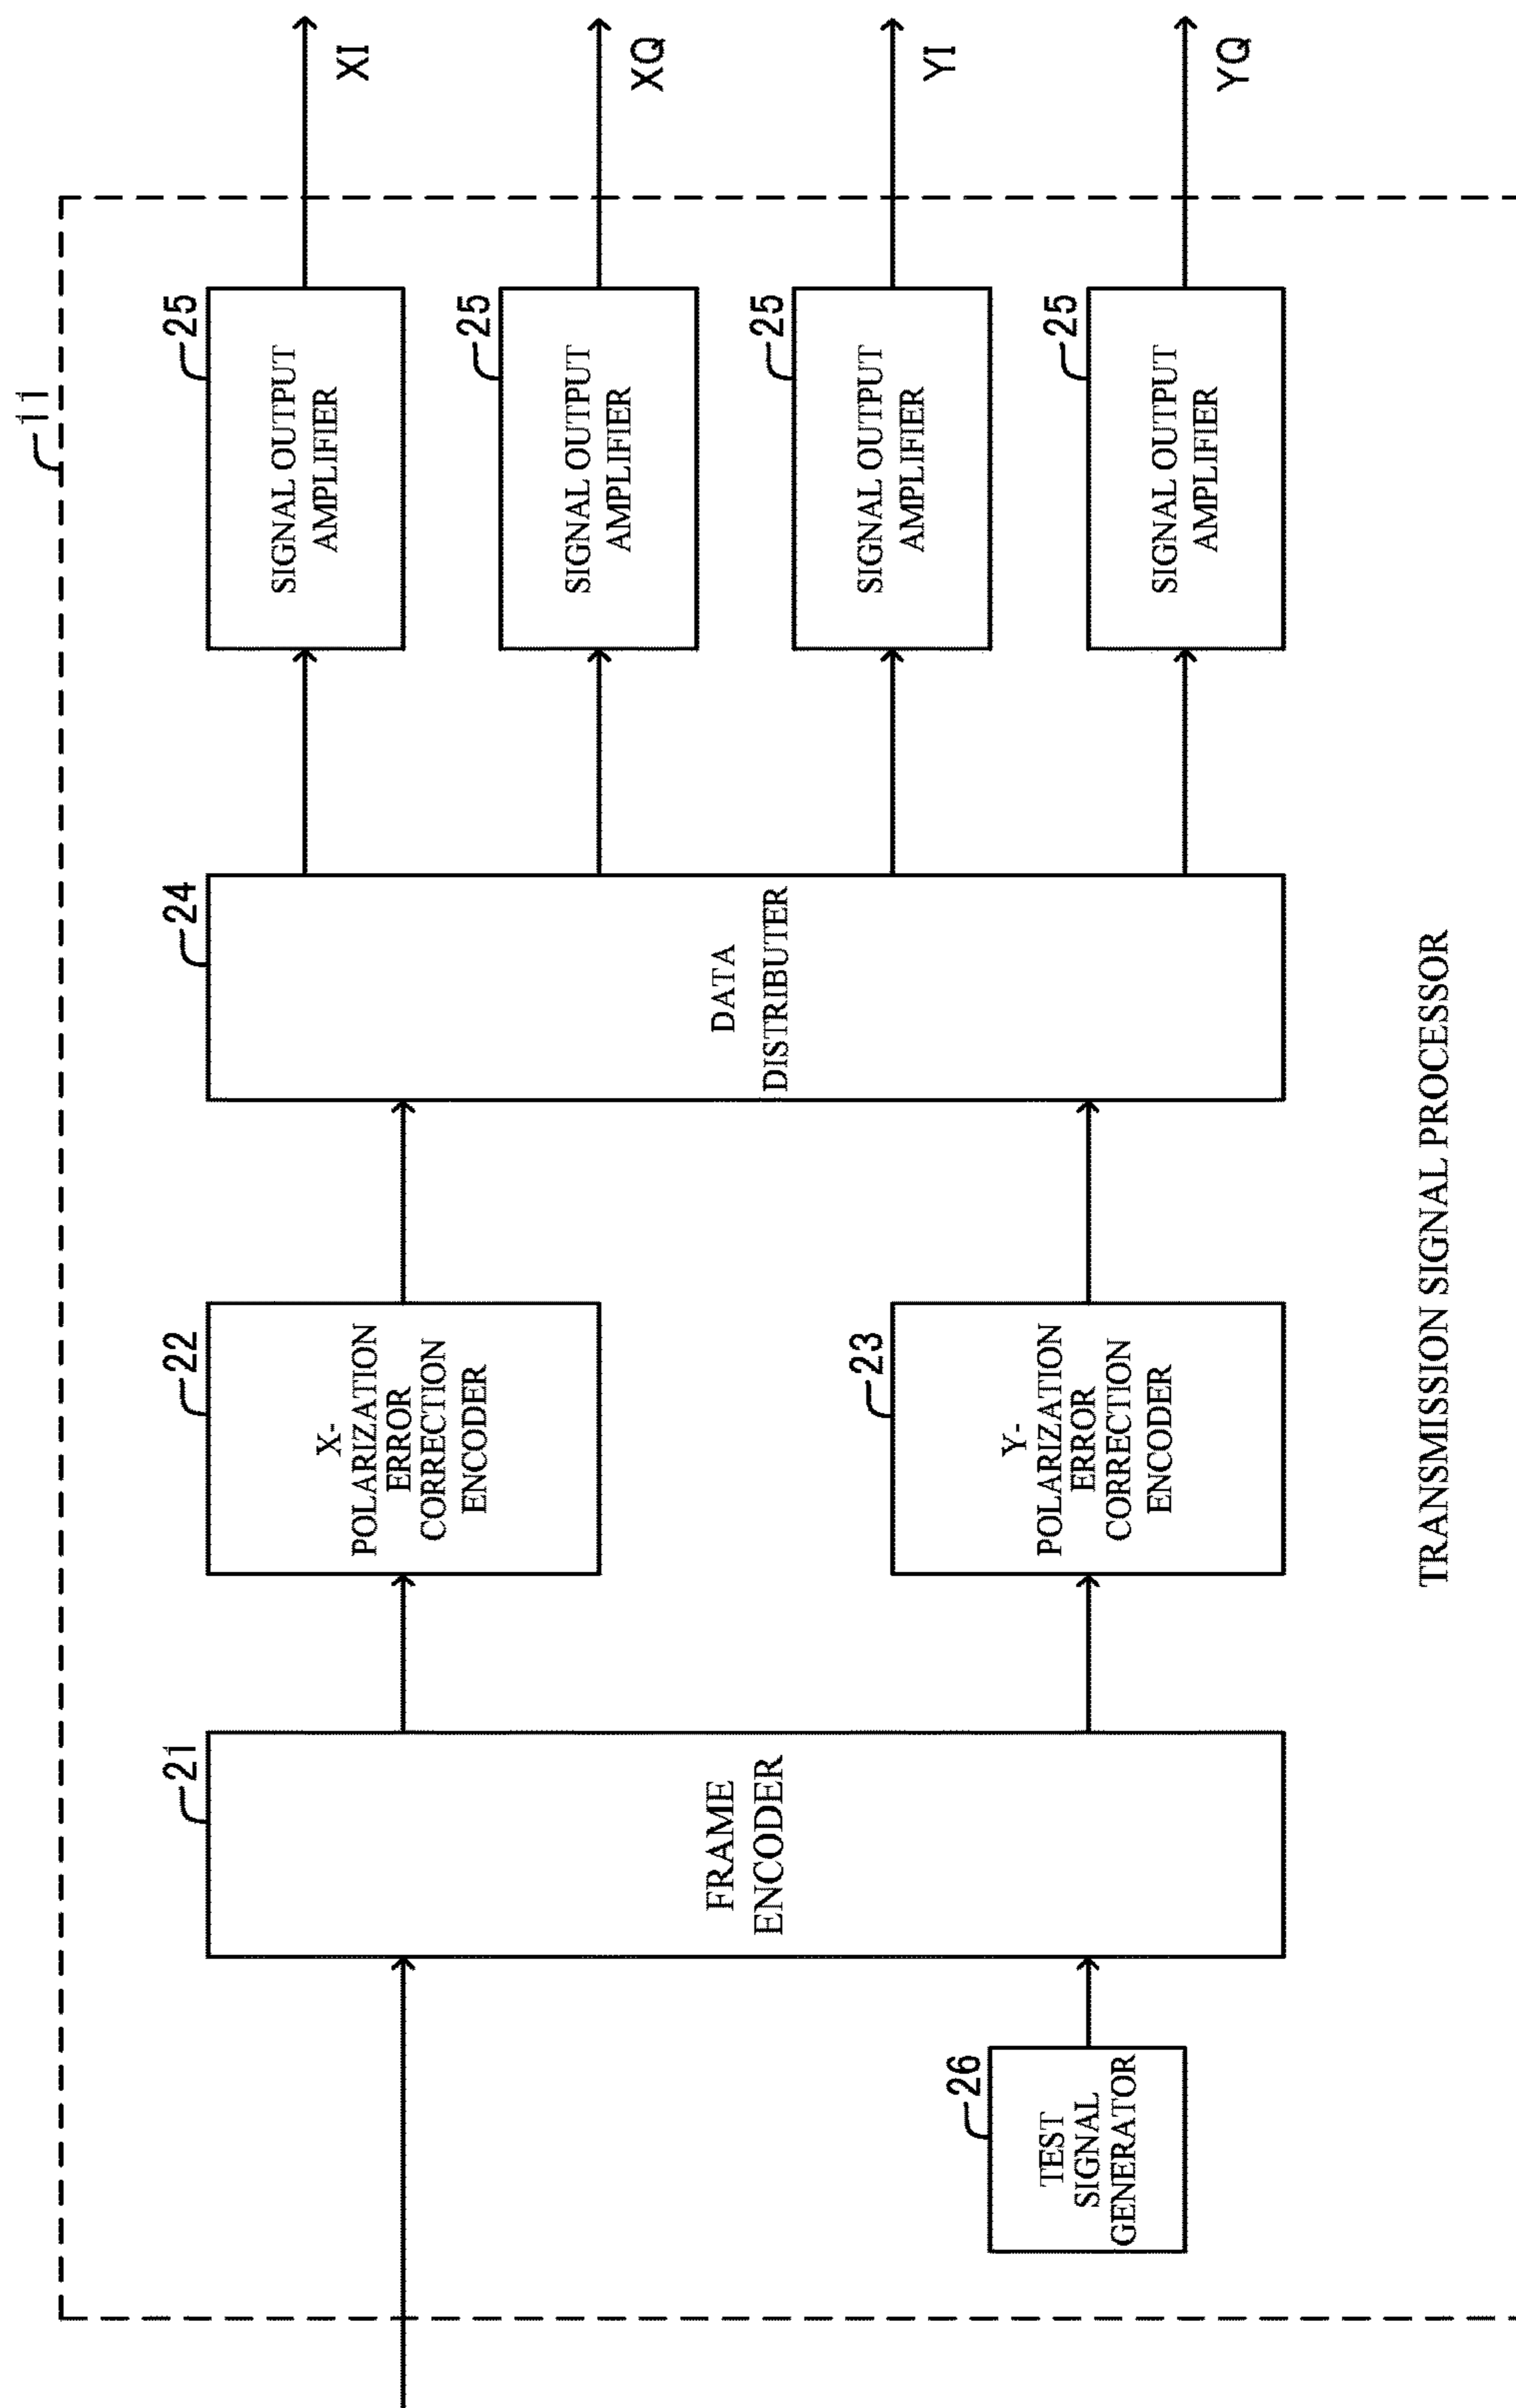 11
21
FRAME
ENCODER
26
TEST
SIGNAL
GENERATOR
22
X-
POLARIZATION
ERROR
CORRECTION
ENCODER
23
Y-
POLARIZATION
ERROR
CORRECTION
ENCODER
24
DATA
DISTRIBUTER
25
SIGNAL OUTPUT
AMPLIFIER
XI
25
SIGNAL OUTPUT
AMPLIFIER
XQ
25
SIGNAL OUTPUT
AMPLIFIER
YI
25
SIGNAL OUTPUT
AMPLIFIER
YQ
TRANSMISSION SIGNAL PROCESSOR